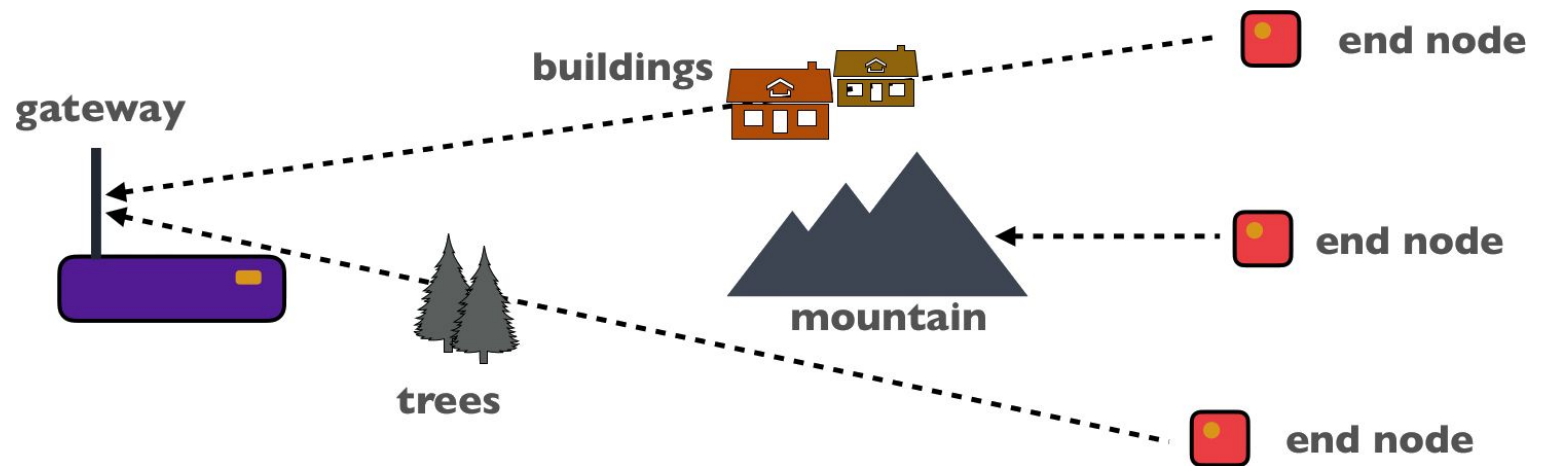 buildings
end node
gateway
end node
mountain
trees
end node